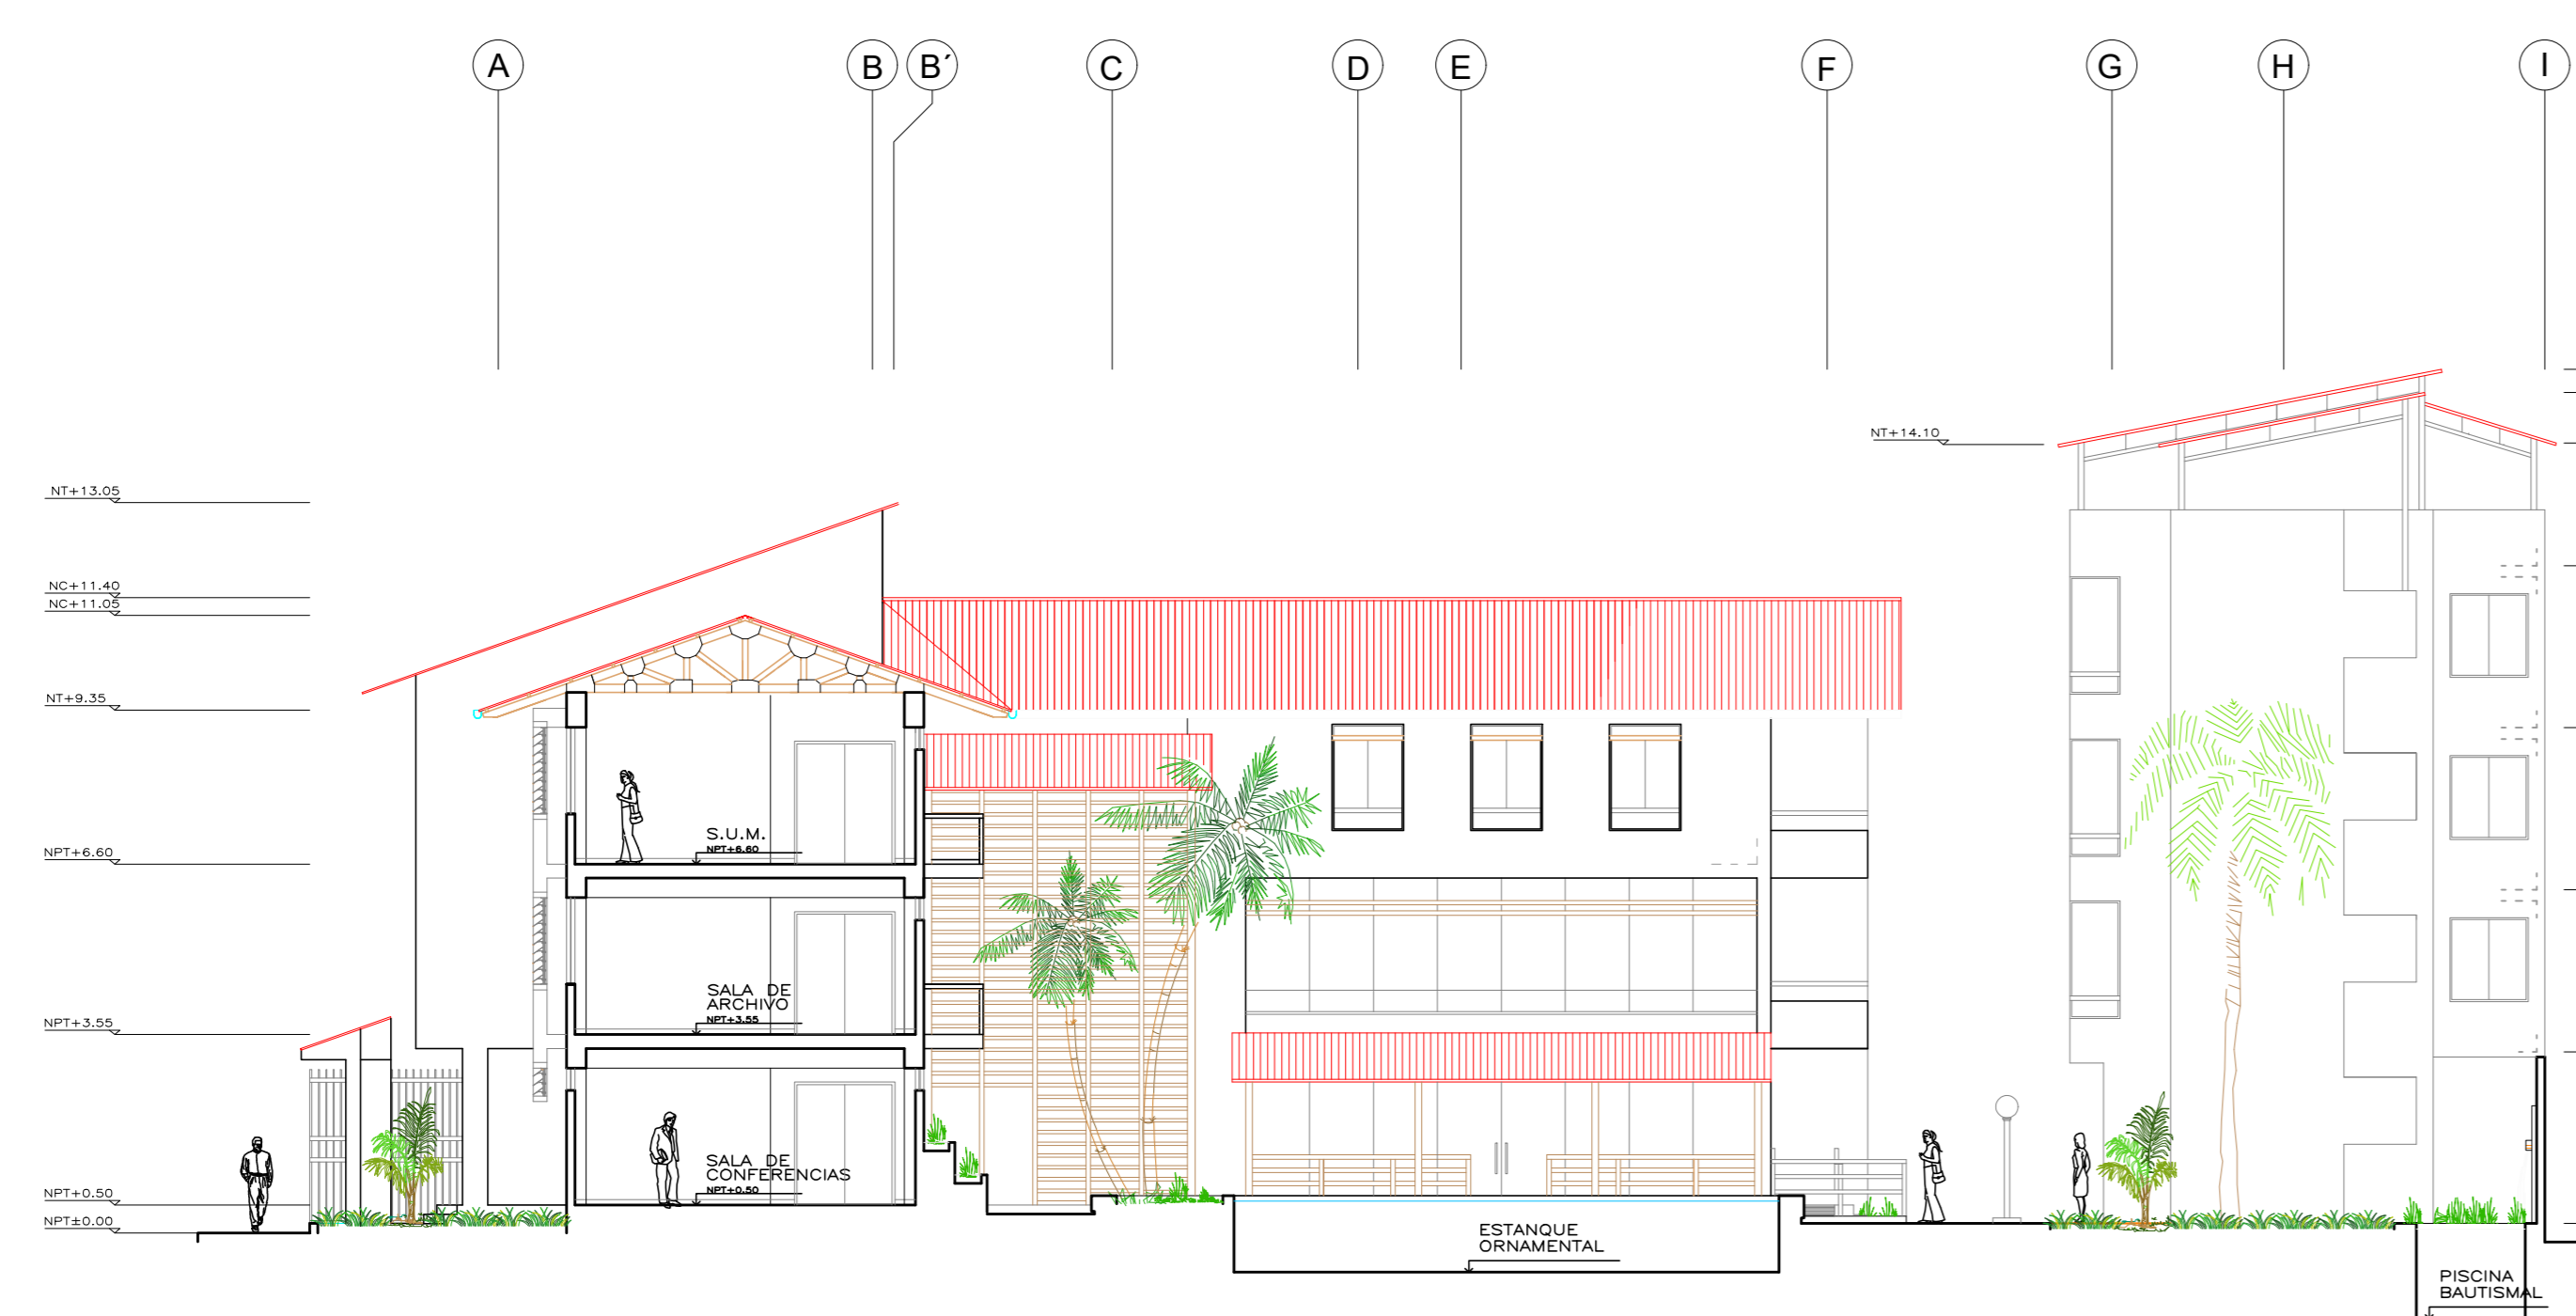 A
B
B´
C
D
E
F
G
H
I
NT+14.10
NT+13.05
NC+11.40
NC+11.05
NT+9.35
NPT+6.60
NPT+3.55
NPT+0.50
NPT±0.00
S.U.M.
NPT+6.60
SALA DE
ARCHIVO
NPT+3.55
SALA DE
CONFERENCIAS
NPT+0.50
ESTANQUE
ORNAMENTAL
PISCINA
BAUTISMAL